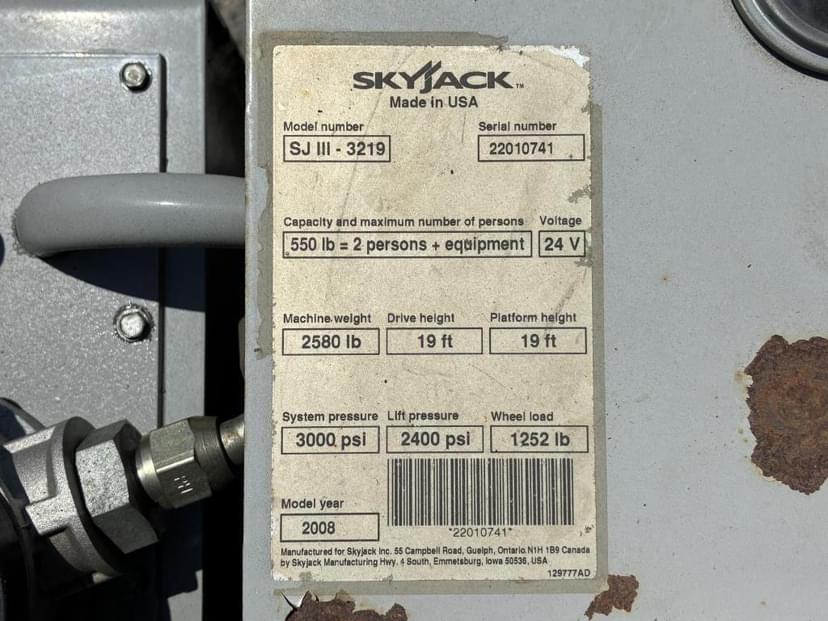 SKYJACK™
Made in USA
Model number Serial number
SJ III - 3219 22010741
Capacity and maximum number of persons Voltage
550 lb = 2 persons + equipment 24 V
Machine weight Drive height Platform height
2580 lb 19 ft 19 ft
System pressure Lift pressure Wheel load
3000 psi 2400 psi 1252 lb
Model year
2008
*22010741*
Manufactured for Skyjack Inc. 55 Campbell Road, Guelph, Ontario.N1H 1B9 Canada
by Skyjack Manufacturing Hwy. 4 South, Emmetsburg, Iowa 50536, USA
129777AD